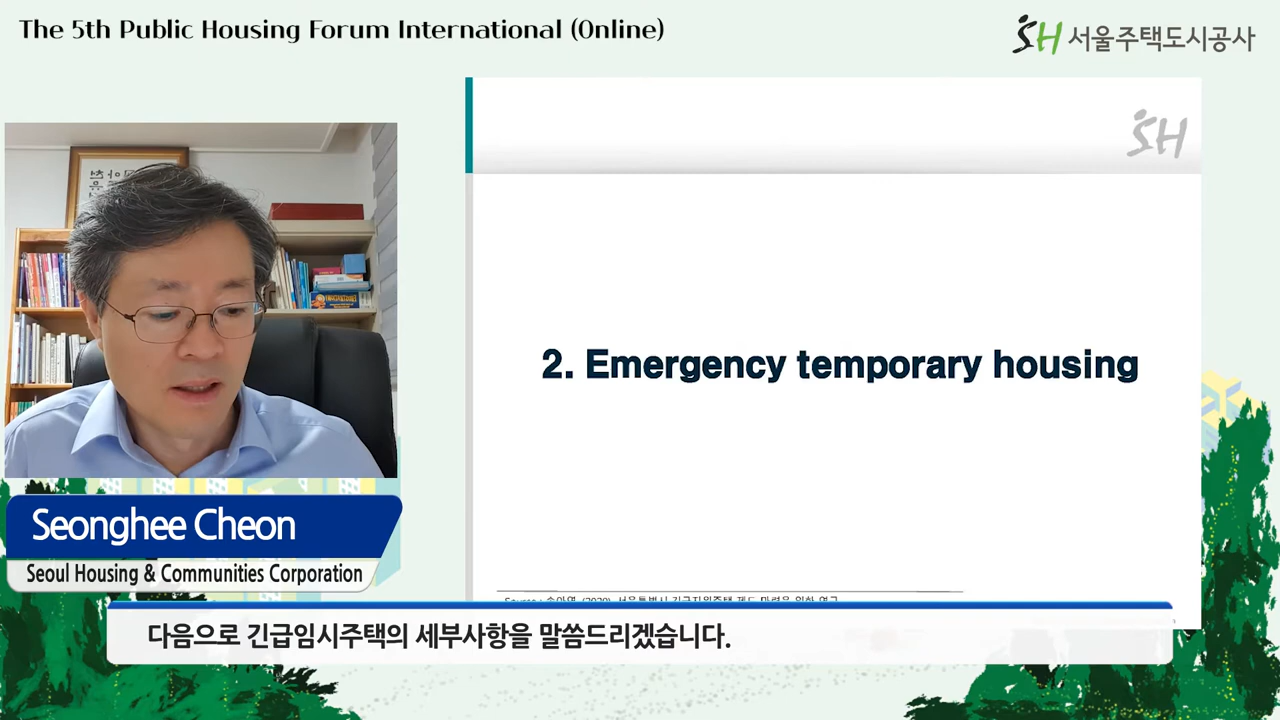 The 5th Public Housing Forum International (Online)
SH 서울주택도시공사
SH
2. Emergency temporary housing
Seonghee Cheon
Seoul Housing & Communities Corporation
다음으로 긴급임시주택의 세부사항을 말씀드리겠습니다.